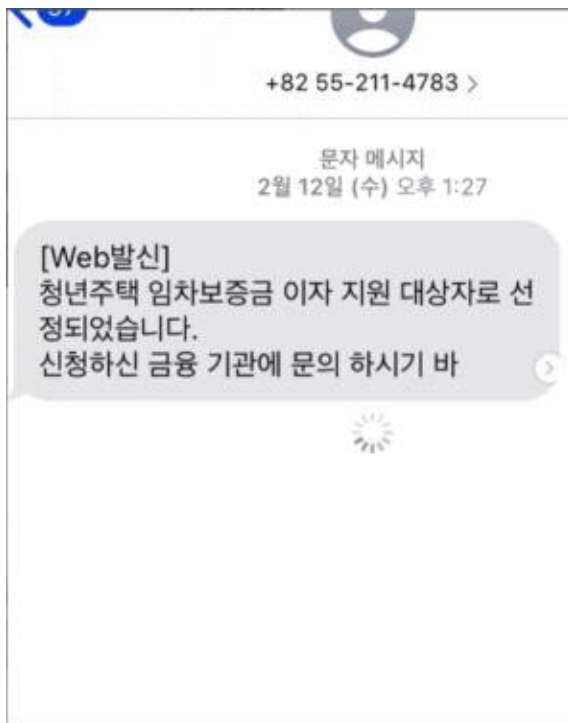 +82 55-211-4783 >
문자 메시지
2월 12일 (수) 오후 1:27
[Web발신]
청년주택 임차보증금 이자 지원 대상자로 선
정되었습니다.
신청하신 금융 기관에 문의 하시기 바